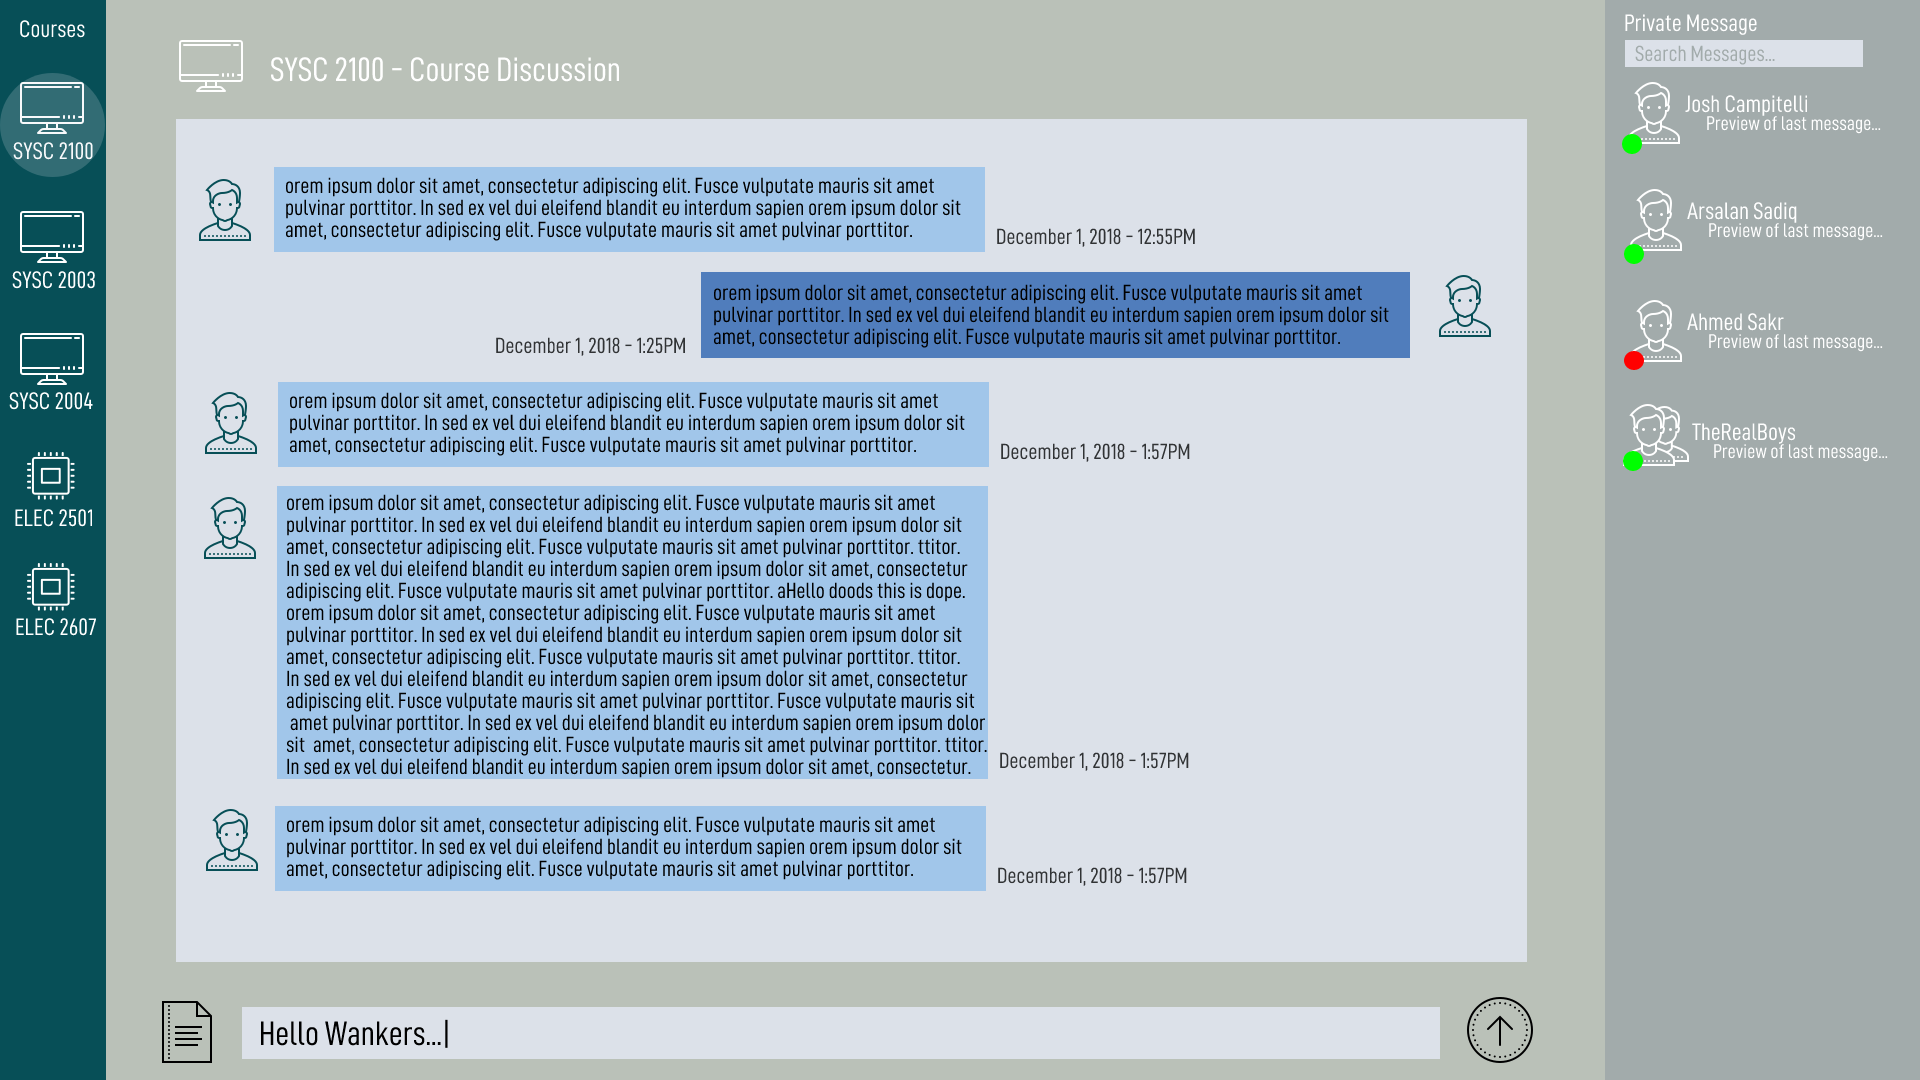 Courses
SYSC 2100
SYSC 2003
SYSC 2004
ELEC 2501
ELEC 2607
SYSC 2100 - Course Discussion
orem ipsum dolor sit amet, consectetur adipiscing elit. Fusce vulputate mauris sit amet
pulvinar porttitor. In sed ex vel dui eleifend blandit eu interdum sapien orem ipsum dolor sit
amet, consectetur adipiscing elit. Fusce vulputate mauris sit amet pulvinar porttitor.
December 1, 2018 - 12:55PM
orem ipsum dolor sit amet, consectetur adipiscing elit. Fusce vulputate mauris sit amet
pulvinar porttitor. In sed ex vel dui eleifend blandit eu interdum sapien orem ipsum dolor sit
amet, consectetur adipiscing elit. Fusce vulputate mauris sit amet pulvinar porttitor.
December 1, 2018 - 1:25PM
orem ipsum dolor sit amet, consectetur adipiscing elit. Fusce vulputate mauris sit amet
pulvinar porttitor. In sed ex vel dui eleifend blandit eu interdum sapien orem ipsum dolor sit
amet, consectetur adipiscing elit. Fusce vulputate mauris sit amet pulvinar porttitor.
December 1, 2018 - 1:57PM
orem ipsum dolor sit amet, consectetur adipiscing elit. Fusce vulputate mauris sit amet
pulvinar porttitor. In sed ex vel dui eleifend blandit eu interdum sapien orem ipsum dolor sit
amet, consectetur adipiscing elit. Fusce vulputate mauris sit amet pulvinar porttitor. ttitor.
In sed ex vel dui eleifend blandit eu interdum sapien orem ipsum dolor sit amet, consectetur
adipiscing elit. Fusce vulputate mauris sit amet pulvinar porttitor. aHello doods this is dope.
orem ipsum dolor sit amet, consectetur adipiscing elit. Fusce vulputate mauris sit amet
pulvinar porttitor. In sed ex vel dui eleifend blandit eu interdum sapien orem ipsum dolor sit
amet, consectetur adipiscing elit. Fusce vulputate mauris sit amet pulvinar porttitor. ttitor.
In sed ex vel dui eleifend blandit eu interdum sapien orem ipsum dolor sit amet, consectetur
adipiscing elit. Fusce vulputate mauris sit amet pulvinar porttitor. Fusce vulputate mauris sit
amet pulvinar porttitor. In sed ex vel dui eleifend blandit eu interdum sapien orem ipsum dolor
sit amet, consectetur adipiscing elit. Fusce vulputate mauris sit amet pulvinar porttitor. ttitor.
In sed ex vel dui eleifend blandit eu interdum sapien orem ipsum dolor sit amet, consectetur.
December 1, 2018 - 1:57PM
orem ipsum dolor sit amet, consectetur adipiscing elit. Fusce vulputate mauris sit amet
pulvinar porttitor. In sed ex vel dui eleifend blandit eu interdum sapien orem ipsum dolor sit
amet, consectetur adipiscing elit. Fusce vulputate mauris sit amet pulvinar porttitor.
December 1, 2018 - 1:57PM
Hello Wankers...|
Private Message
Search Messages...
Josh Campitelli
Preview of last message...
Arsalan Sadiq
Preview of last message...
Ahmed Sakr
Preview of last message...
TheRealBoys
Preview of last message...